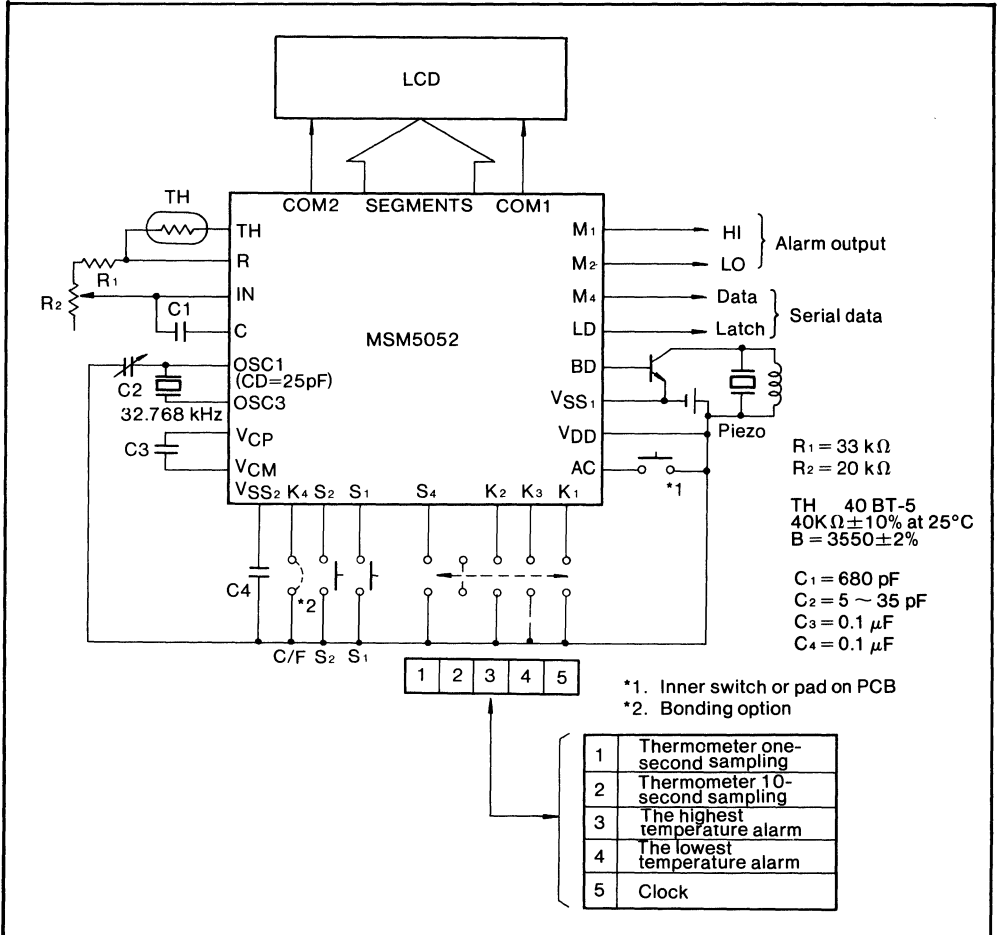 LCD
COM2 SEGMENTS COM1
TH
TH
R
R1
IN
R2
C1
C
MSM5052
OSC1
(CD=25pF)
C2
OSC3
32.768 kHz
VCP
C3
VCM
VSS2 K4 S2 S1 S4 K2 K3 K1
M1
HI
M2
LO
Alarm output
M4
Data
LD
Latch
Serial data
BD
VSS1
VDD
Piezo
AC
*1
R1 = 33 kΩ
R2 = 20 kΩ
TH 40 BT-5
40KΩ±10% at 25°C
B = 3550±2%
C1 = 680 pF
C2 = 5 ~ 35 pF
C3 = 0.1 μF
C4 = 0.1 μF
C4
*2
C/F S2 S1
1 2 3 4 5
*1. Inner switch or pad on PCB
*2. Bonding option
1 Thermometer one-
second sampling
2 Thermometer 10-
second sampling
3 The highest
temperature alarm
4 The lowest
temperature alarm
5 Clock